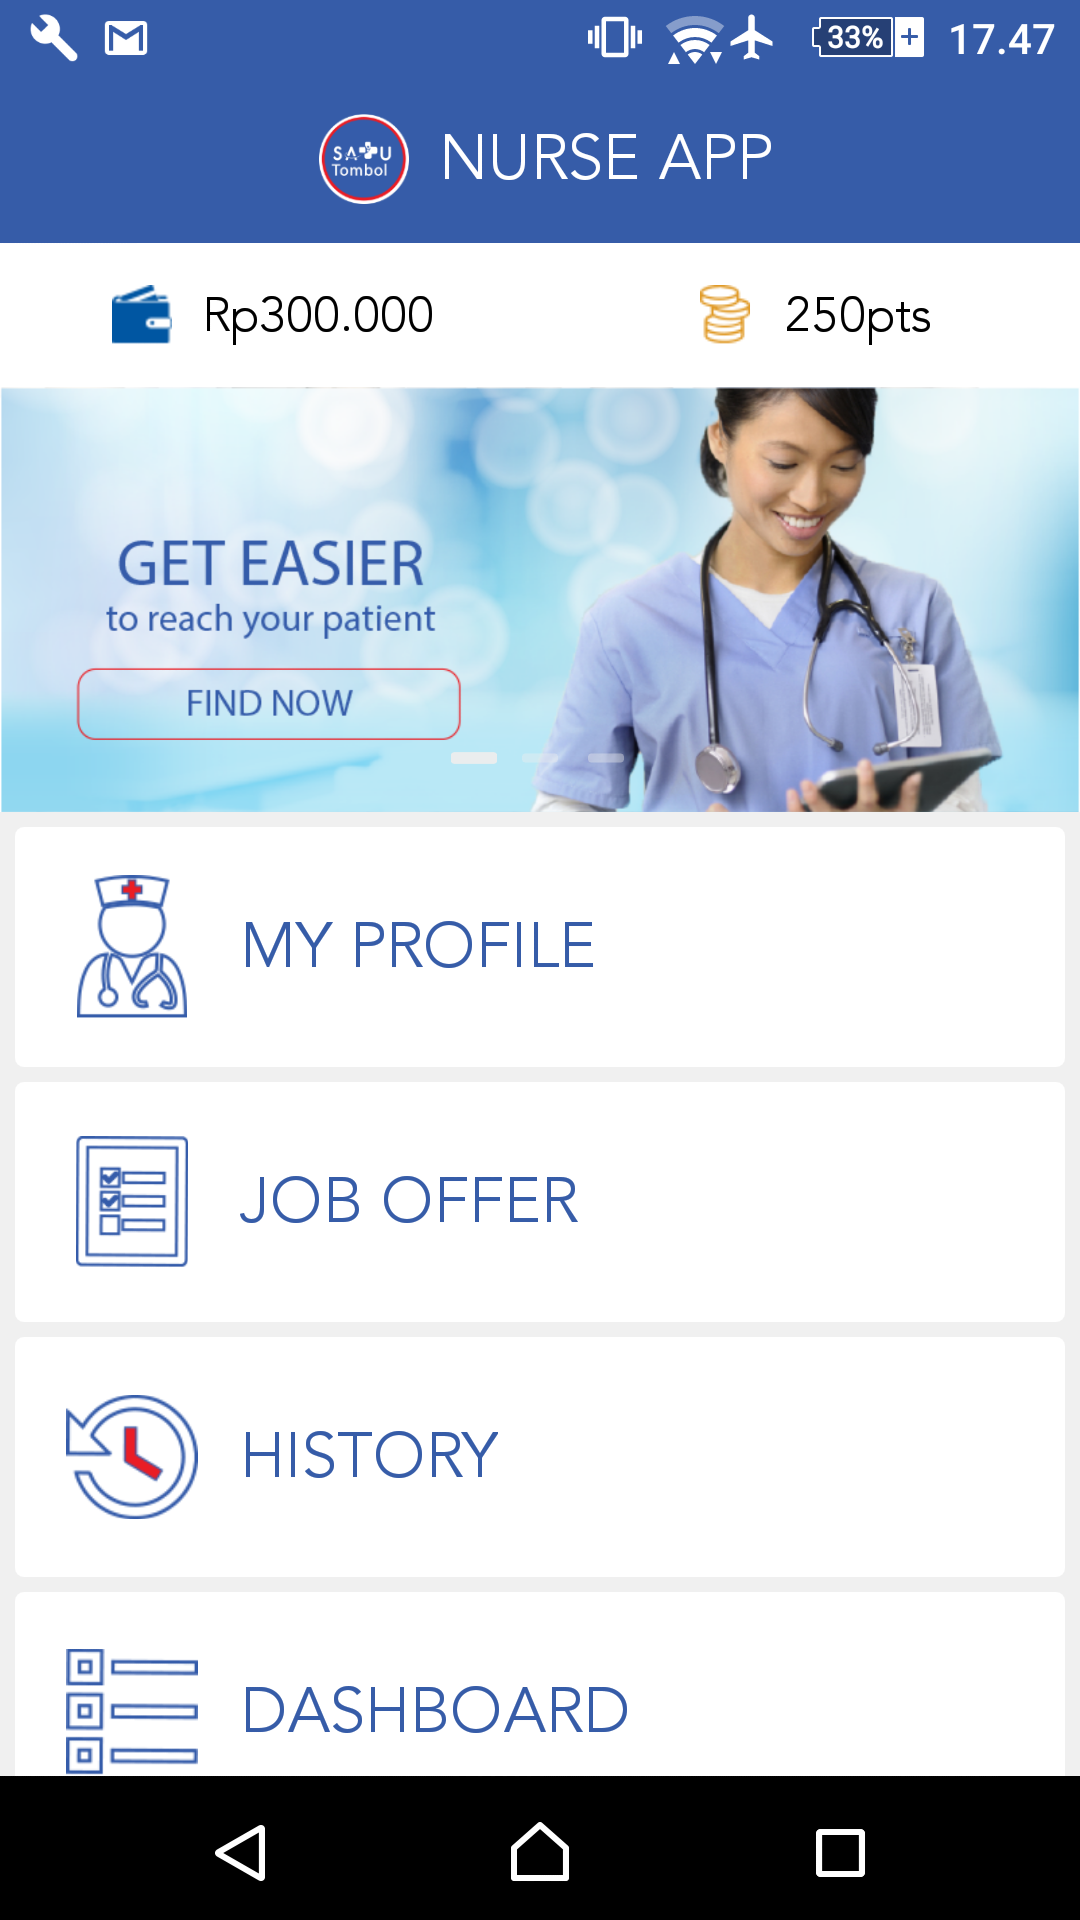 33% 17.47
SATU
Tombol
NURSE APP
Rp300.000 250pts
GET EASIER
to reach your patient
FIND NOW
MY PROFILE
JOB OFFER
HISTORY
DASHBOARD